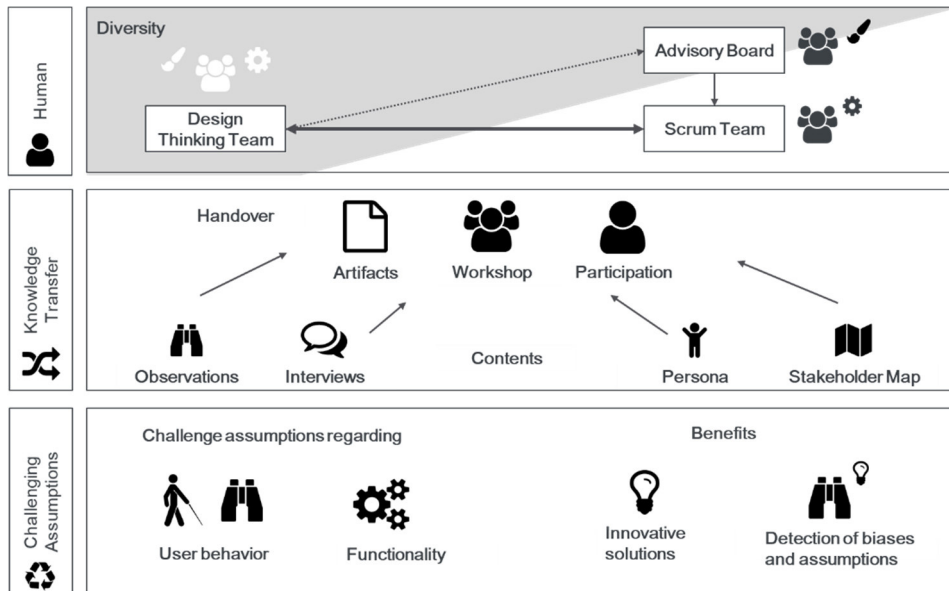 Human
Diversity
Design
Thinking Team
Advisory Board
Scrum Team
Knowledge
Transfer
Handover
Artifacts
Workshop
Participation
Observations
Interviews
Contents
Persona
Stakeholder Map
Challenging
Assumptions
Challenge assumptions regarding
User behavior
Functionality
Benefits
Innovative
solutions
Detection of biases
and assumptions